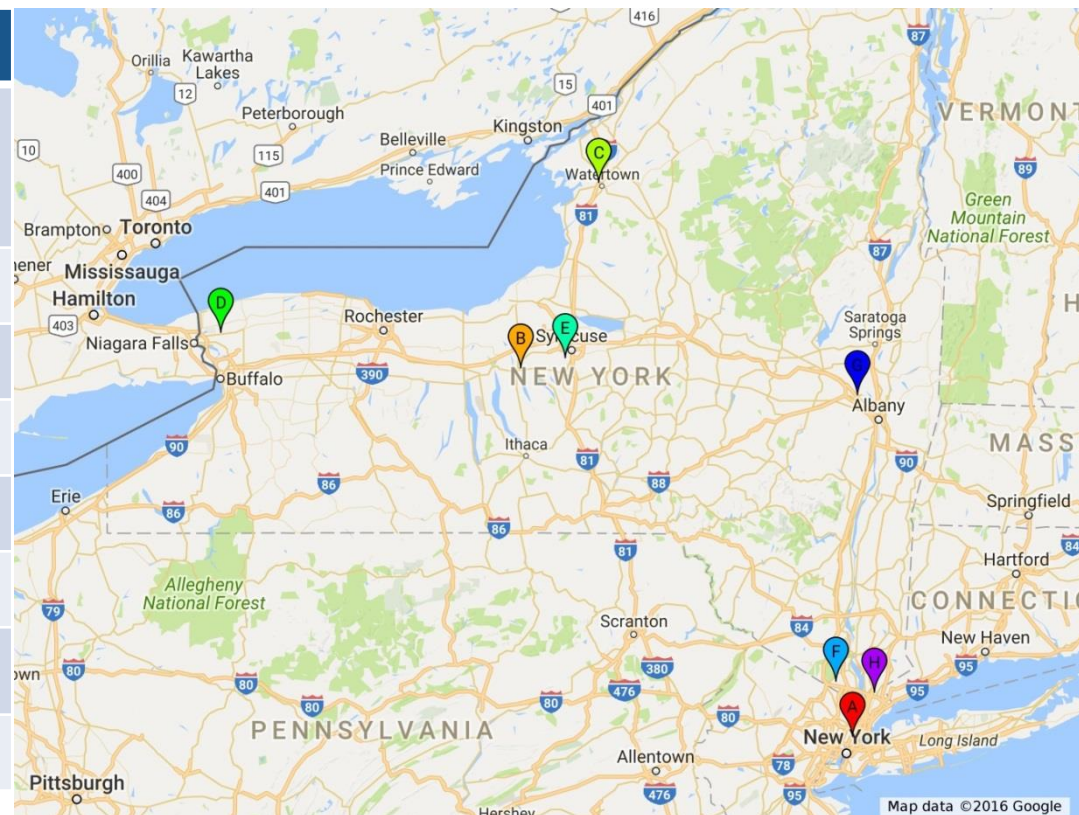 416
87
Orillia
Kawartha
Lakes
15
12
401
VERMONT
Peterborough
Kingston
Belleville
10
115
C
Prince Edward
89
400
Watertown
401
Green
Mountain
National Forest
404
81
Brampton
Toronto
87
Mississauga
Hamilton
D
Rochester
Saratoga
Springs
403
E
B
Syracuse
Niagara Falls
G
390
NEW YORK
Buffalo
Albany
MASS
90
Ithaca
81
90
86
88
Erie
Springfield
86
86
81
84
Hartford
Allegheny
National Forest
79
CONNECTIC
Scranton
84
New Haven
F
H
80
380
95
80
476
95
80
80
A
80
PENNSYLVANIA
New York
Long Island
Allentown
78
Pittsburgh
476
95
Hershey
Map data ©2016 Google